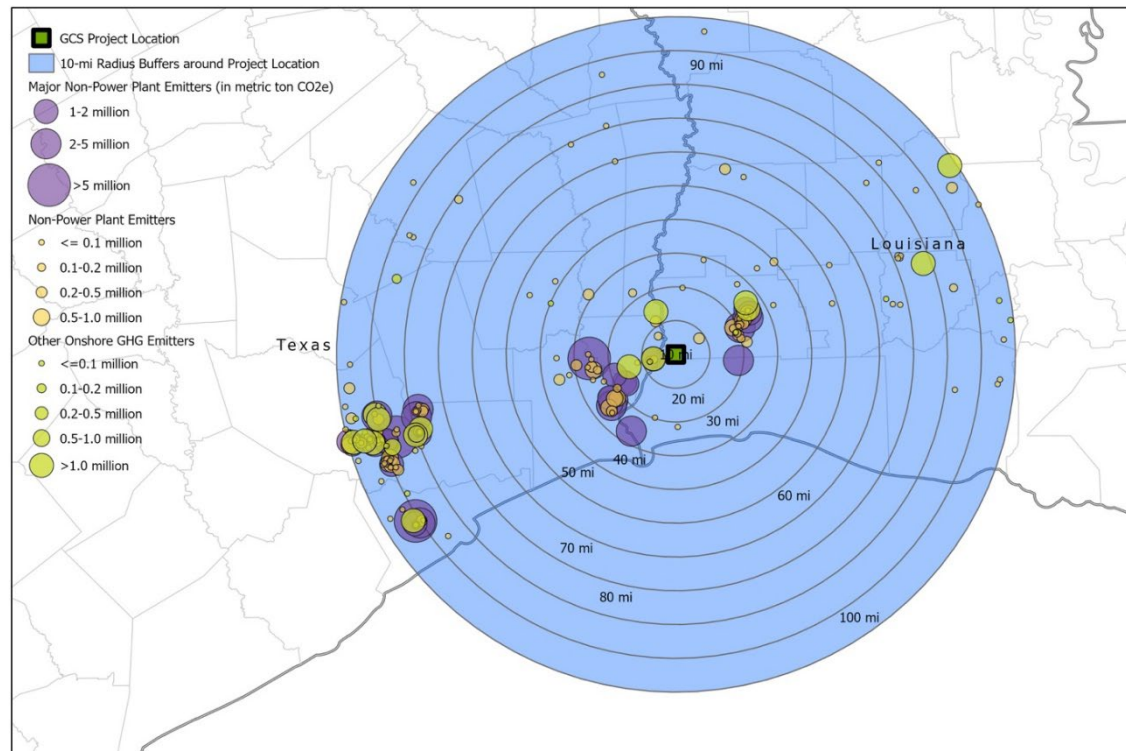 GCS Project Location
10-mi Radius Buffers around Project Location
Major Non-Power Plant Emitters (in metric ton CO2e)
1-2 million
2-5 million
>5 million
Non-Power Plant Emitters
<= 0.1 million
0.1-0.2 million
0.2-0.5 million
0.5-1.0 million
Other Onshore GHG Emitters
<=0.1 million
0.1-0.2 million
0.2-0.5 million
0.5-1.0 million
>1.0 million
90 mi
Louisiana
Texas
10 mi
20 mi
30 mi
40 mi
50 mi
60 mi
70 mi
80 mi
100 mi